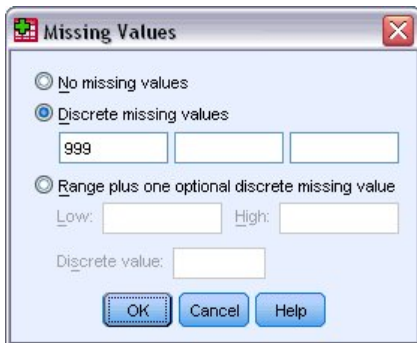 Missing Values
No missing values
Discrete missing values
999
Range plus one optional discrete missing value
Low: High:
Discrete value:
OK Cancel Help